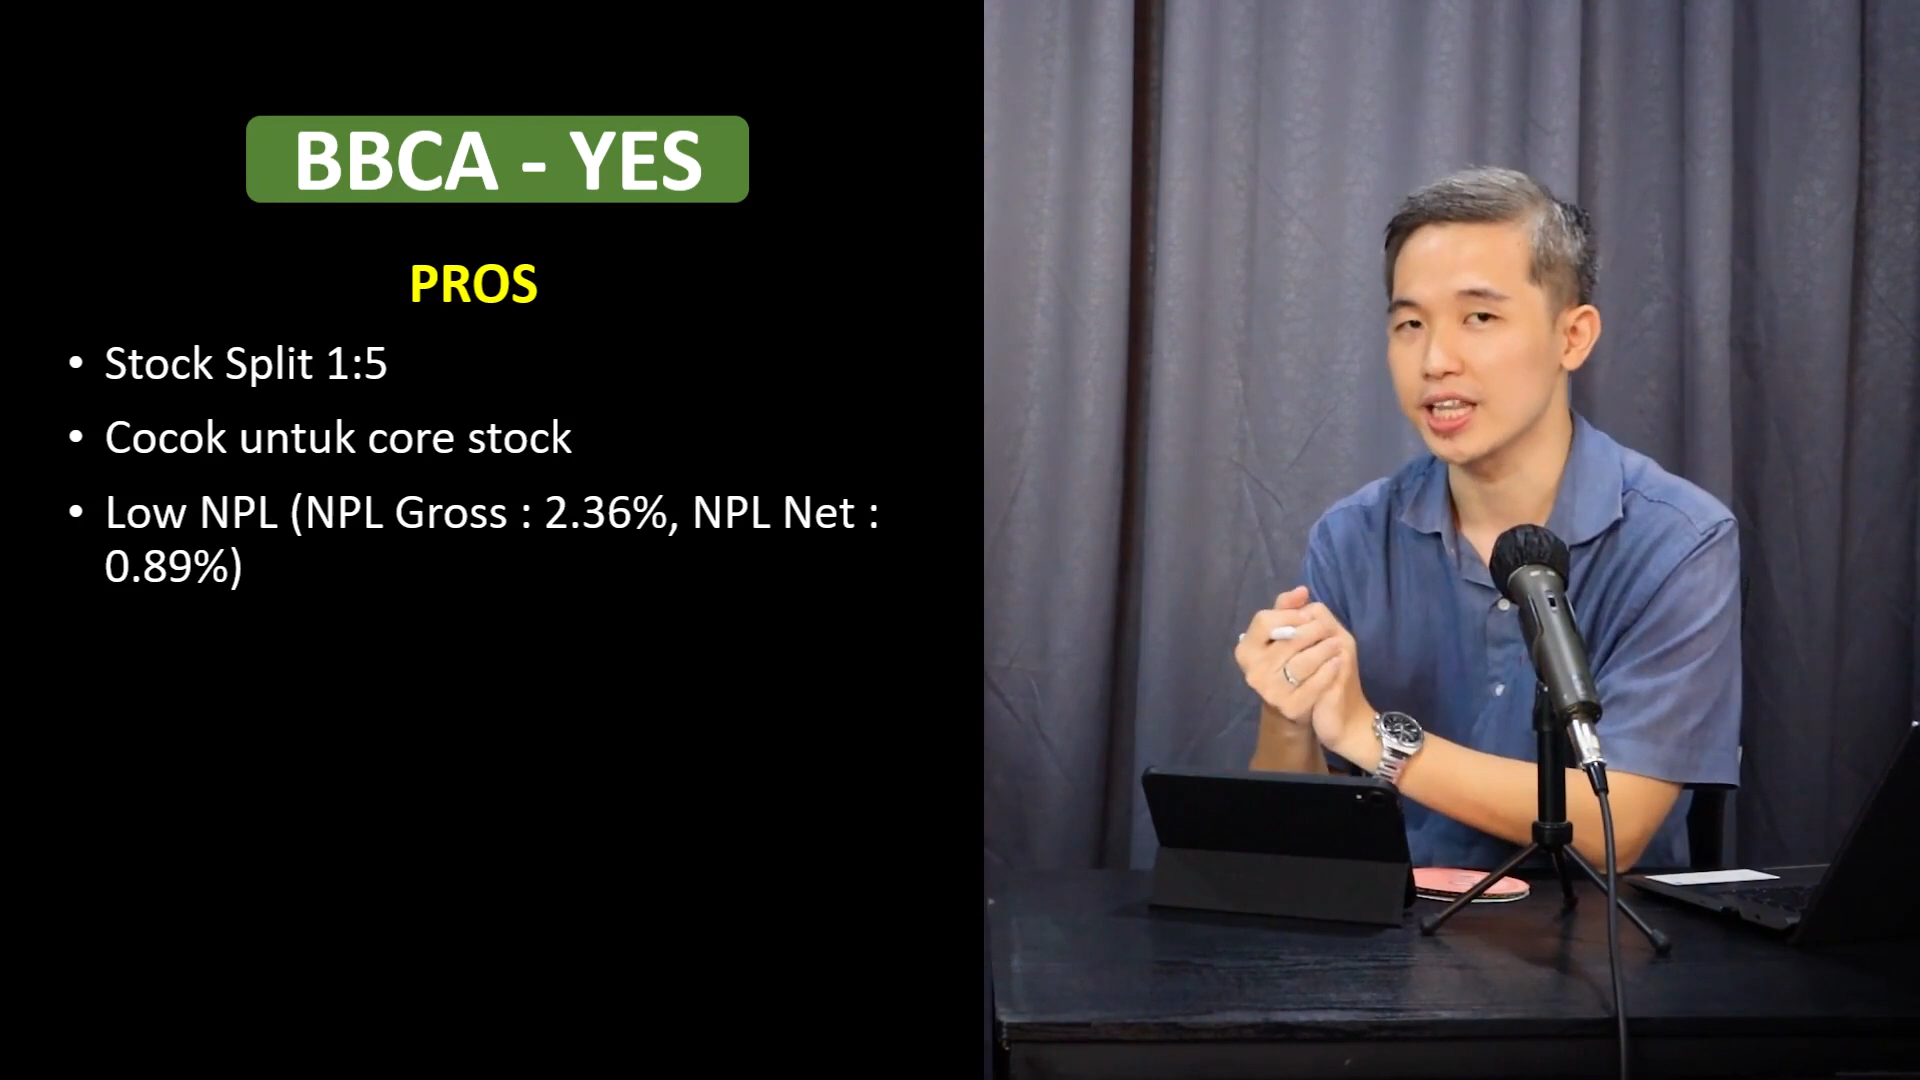 BBCA - YES
PROS
• Stock Split 1:5
• Cocok untuk core stock
• Low NPL (NPL Gross : 2.36%, NPL Net :
0.89%)